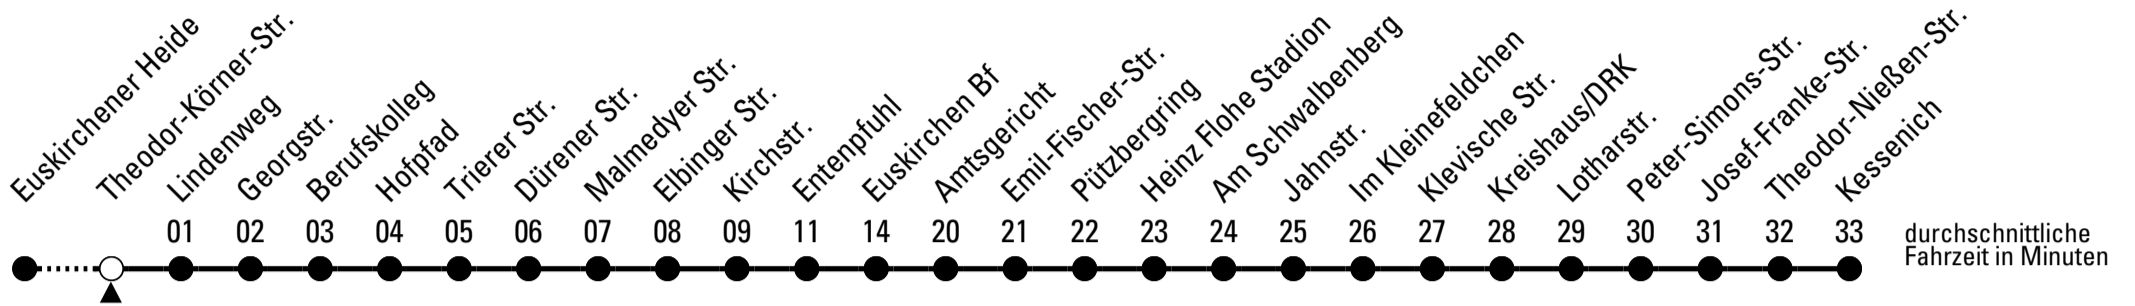 Euskirchener Heide
Theodor-Körner-Str.
Lindenweg
Georgstr.
Berufskolleg
Hofpfad
Trierer Str.
Dürener Str.
Malmedyer Str.
Elbinger Str.
Kirchstr.
Entenpfuhl
Euskirchen Bf
Amtsgericht
Emil-Fischer-Str.
Pützbergring
Heinz Flohe Stadion
Am Schwalbenberg
Jahnstr.
Im Kleinefeldchen
Klevische Str.
Kreishaus/DRK
Lotharstr.
Peter-Simons-Str.
Josef-Franke-Str.
Theodor-Nießen-Str.
Kessenich
01 02 03 04 05 06 07 08 09 11 14 20 21 22 23 24 25 26 27 28 29 30 31 32 33
durchschnittliche
Fahrzeit in Minuten